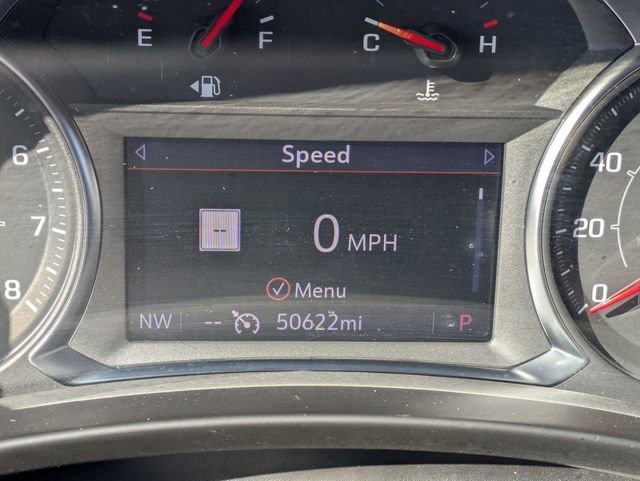 E F C H
Speed
6 7 8
--
0 MPH
Menu
NW -- 50622mi P
40
20
0